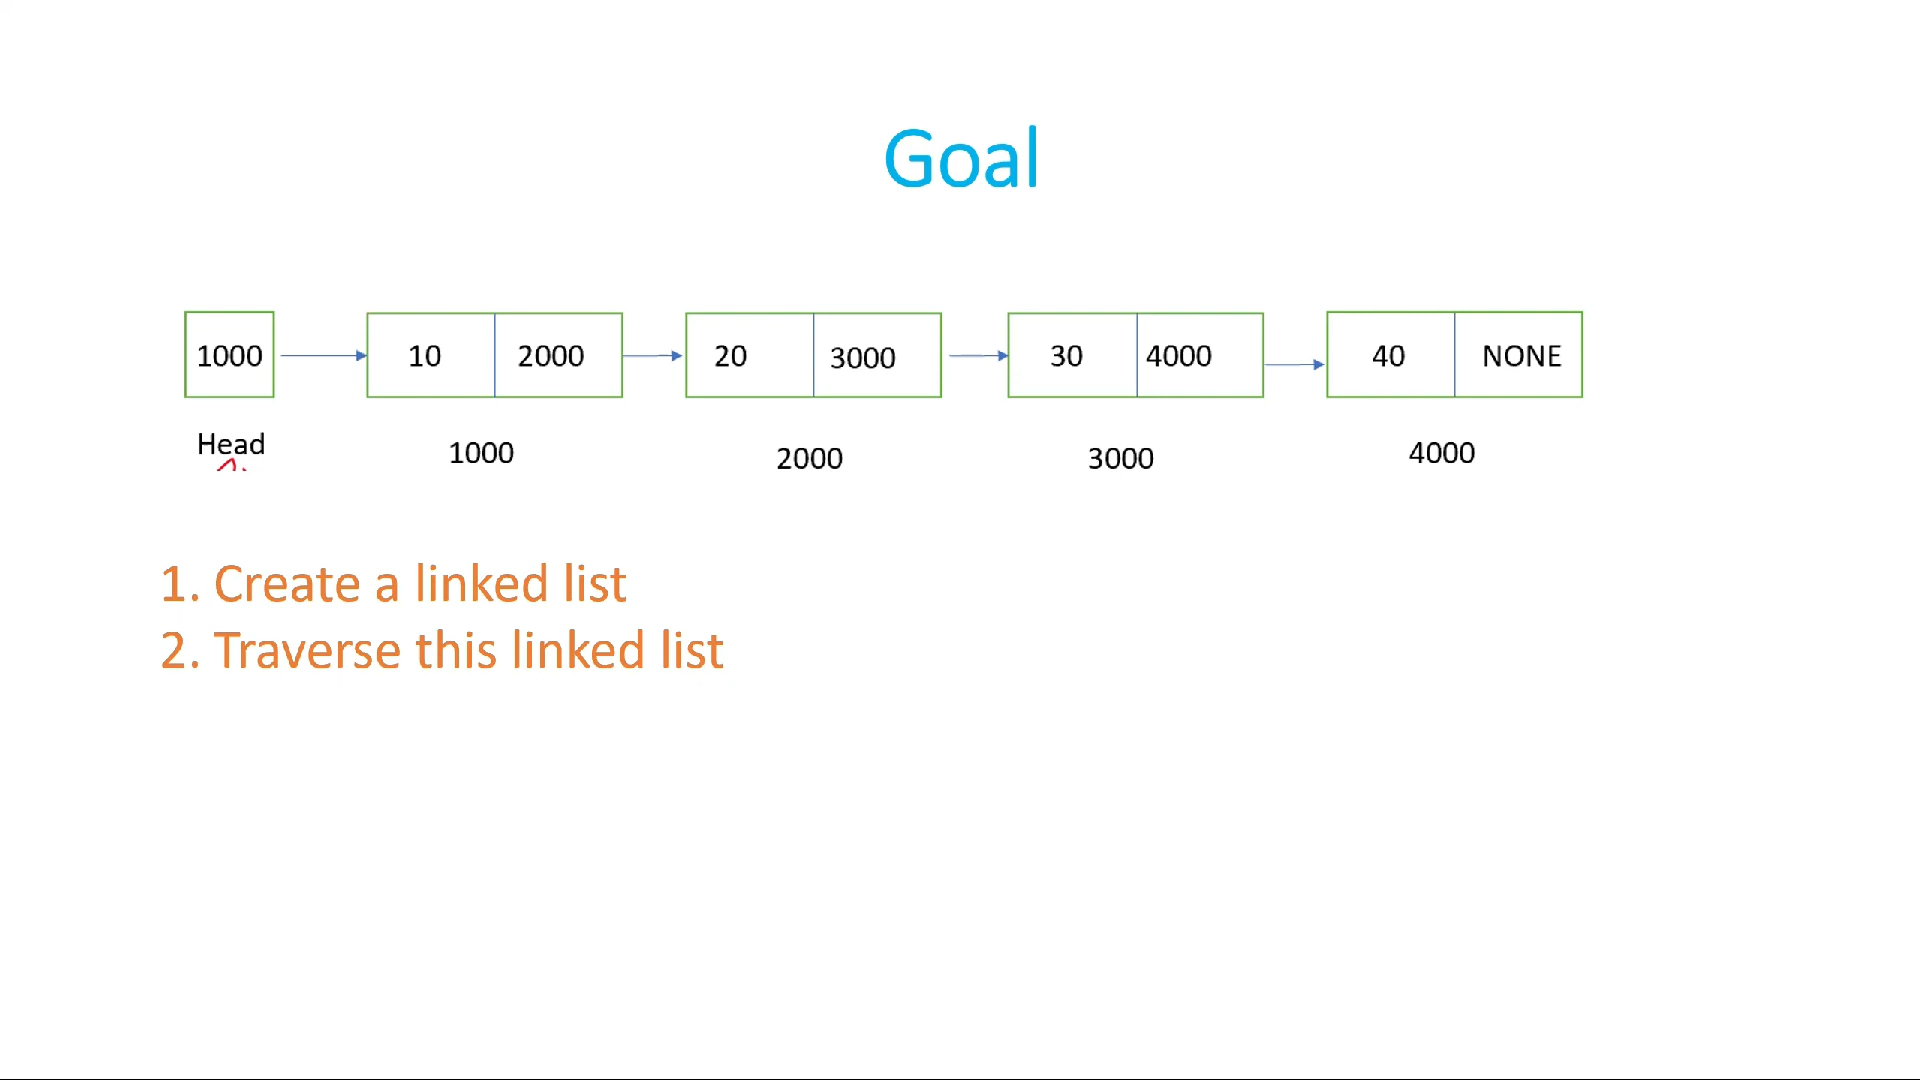 Goal
1000 10 2000 20 3000 30 4000 40 NONE
Head 1000 2000 3000 4000
1. Create a linked list
2. Traverse this linked list